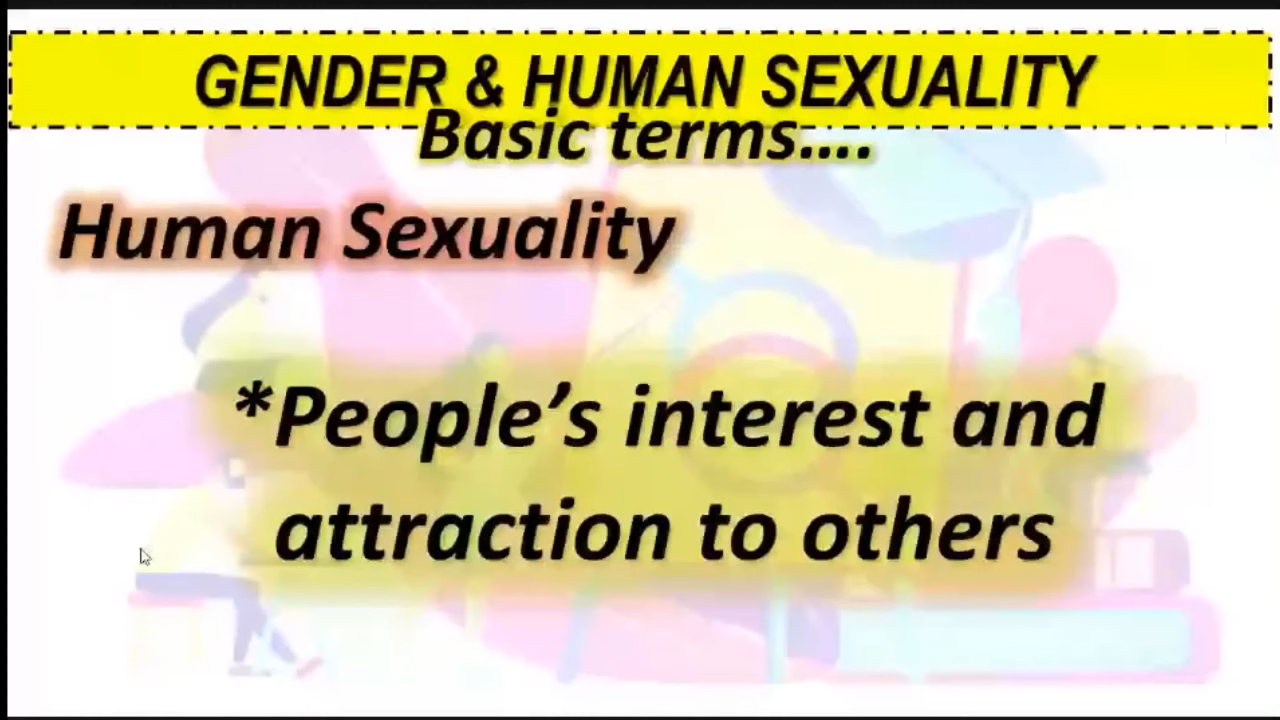 GENDER & HUMAN SEXUALITY
Basic terms....
Human Sexuality
*People’s interest and
attraction to others